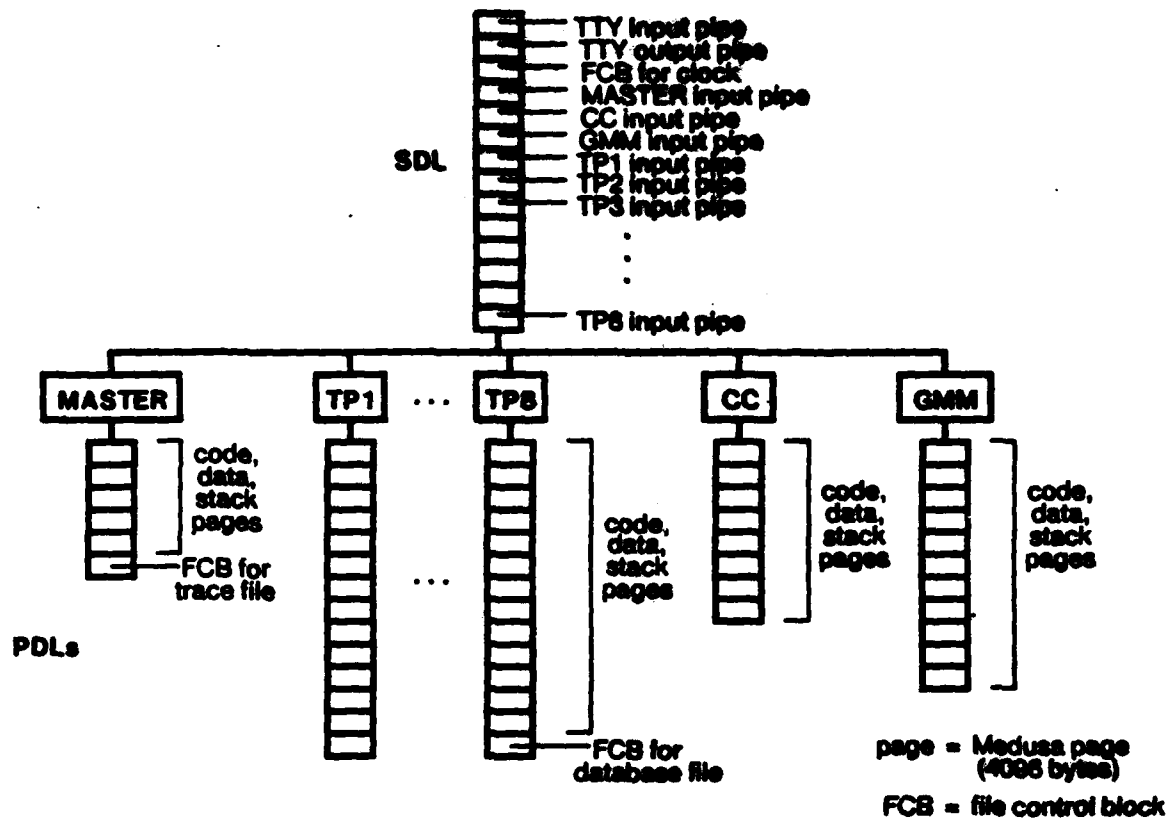 TTY input pipe
TTY output pipe
FCB for clock
MASTER input pipe
CC input pipe
GMM input pipe
SDL
TP1 input pipe
TP2 input pipe
TP3 input pipe
TP8 input pipe
MASTER
TP1
...
TP8
CC
GMM
code,
data,
stack
pages
FCB for
trace file
...
code,
data,
stack
pages
FCB for
database file
code,
data,
stack
pages
code,
data,
stack
pages
PDLs
page = Medusa page
(4096 bytes)
FCB = file control block